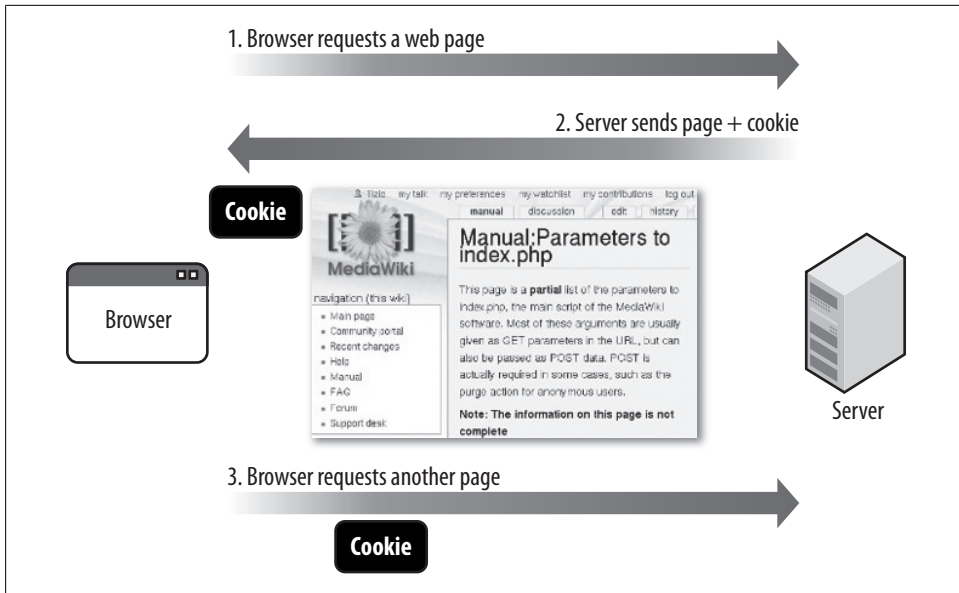 1. Browser requests a web page
2. Server sends page + cookie
Cookie
Tizio my talk my preferences my watchlist my contributions log out
manual discussion edit history
[[ ]]
MediaWiki
Manual:Parameters to
index.php
navigation (this wiki)
Main page
Community portal
Recent changes
Help
Manual
FAQ
Forum
Support desk
This page is a partial list of the parameters to
index.php, the main script of the MediaWiki
software. Most of these arguments are usually
given as GET parameters in the URL, but can
also be passed as POST data. POST is
actually required in some cases, such as the
purge action for anonymous users.
Note: The information on this page is not
complete
Browser
Server
3. Browser requests another page
Cookie